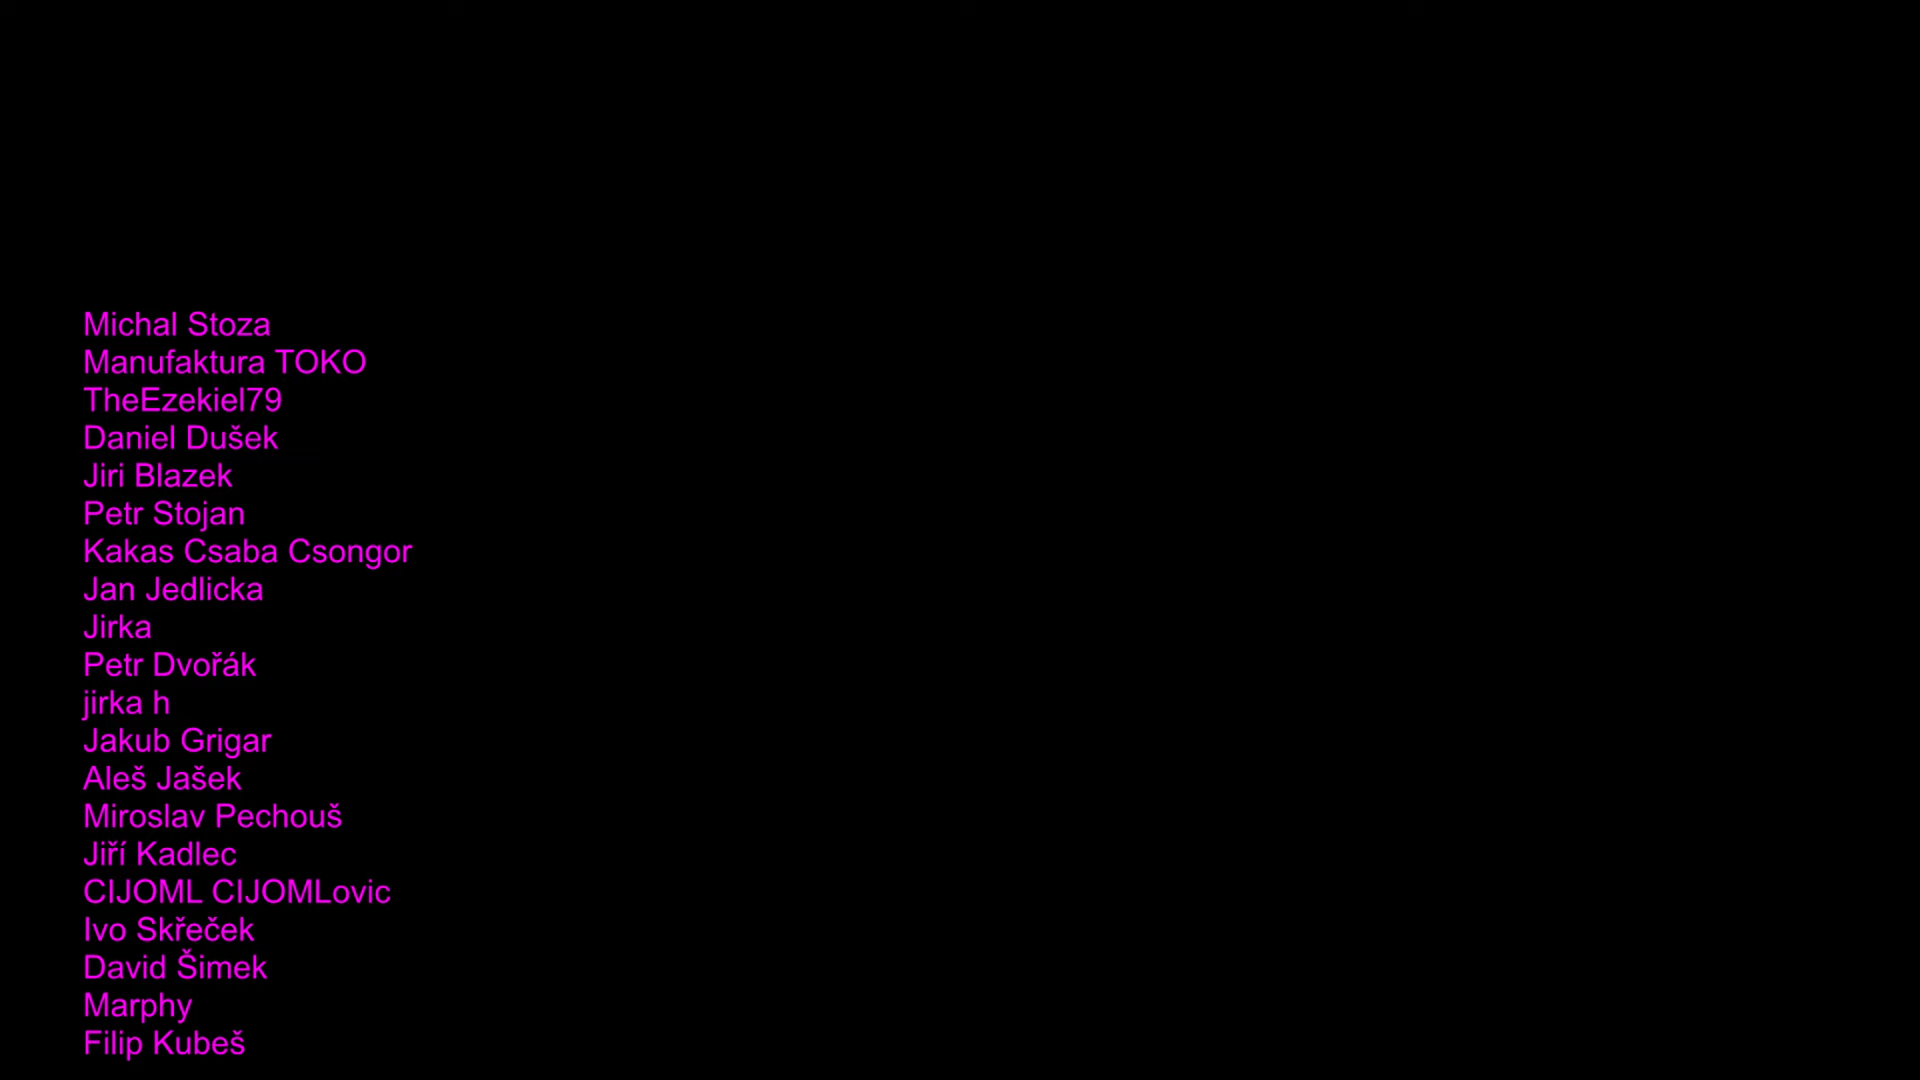 Michal Stoza
Manufaktura TOKO
TheEzekiel79
Daniel Dušek
Jiri Blazek
Petr Stojan
Kakas Csaba Csongor
Jan Jedlicka
Jirka
Petr Dvořák
jirka h
Jakub Grigar
Aleš Jašek
Miroslav Pechouš
Jiří Kadlec
CIJOML CIJOMLovic
Ivo Skřeček
David Šimek
Marphy
Filip Kubeš